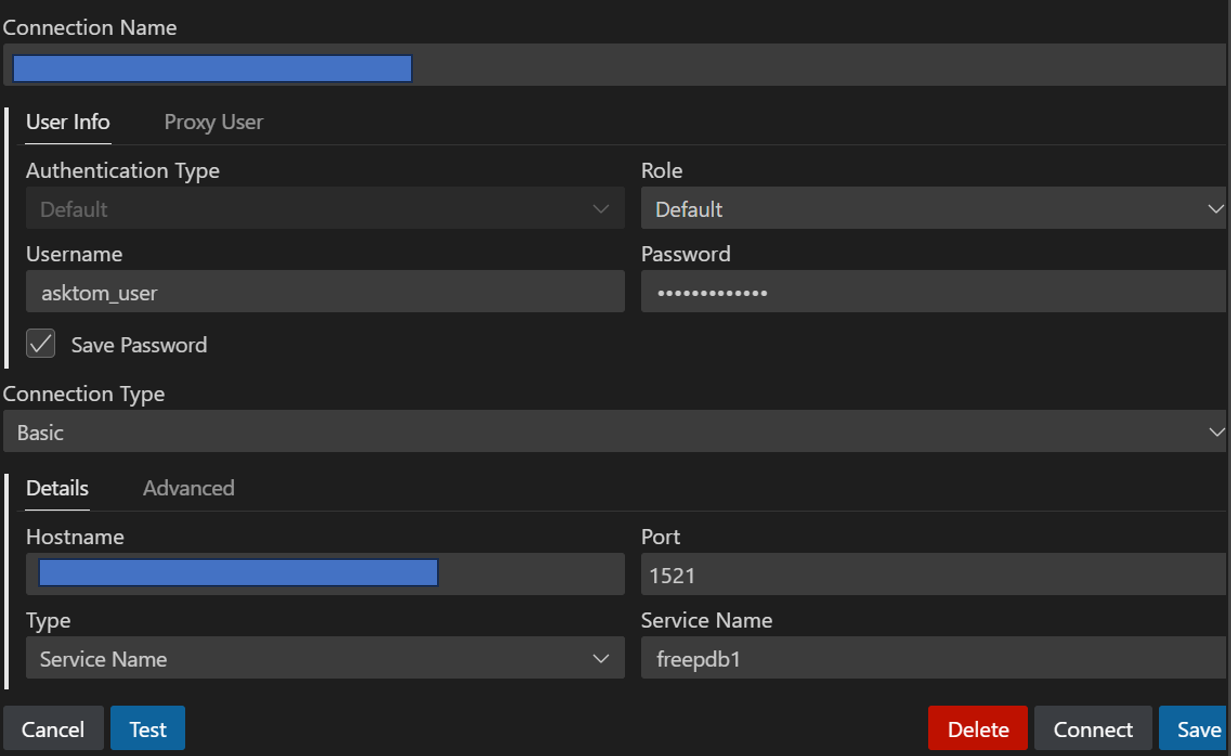 Connection Name
User Info Proxy User
Authentication Type Role
Default Default
Username Password
asktom_user •••••••••••••
Save Password
Connection Type
Basic
Details Advanced
Hostname Port
1521
Type Service Name
Service Name freepdb1
Cancel Test Delete Connect Save